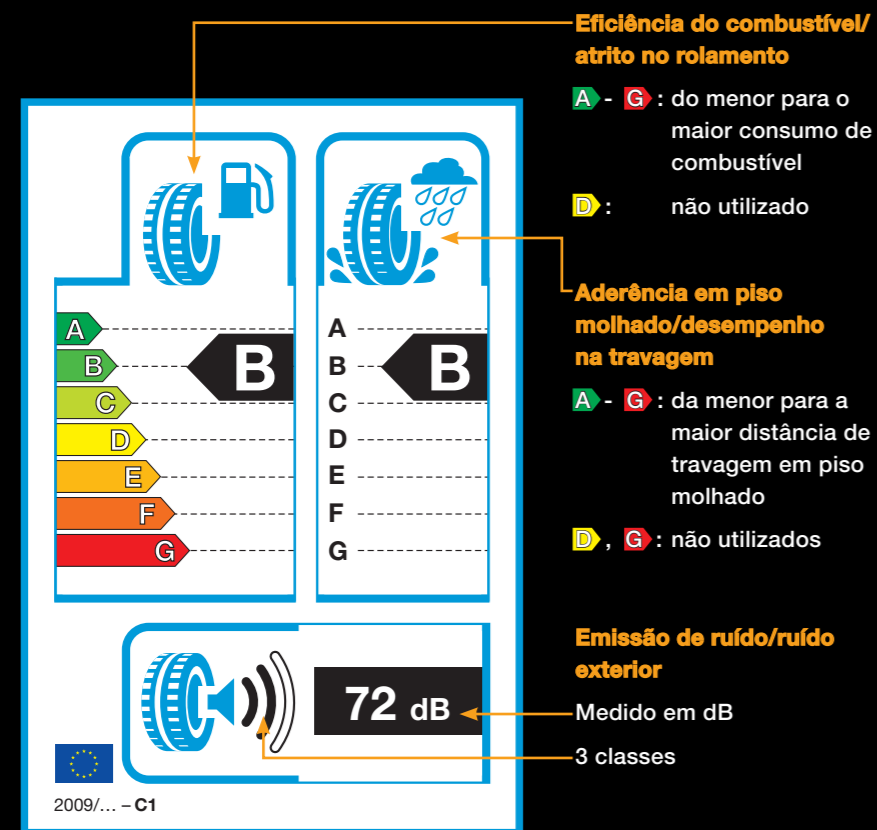 Eficiência do combustível/
atrito no rolamento
A - G : do menor para o
maior consumo de
combustível
D : não utilizado
Aderência em piso
molhado/desempenho
na travagem
A - G : da menor para a
maior distância de
travagem em piso
molhado
D , G : não utilizados
Emissão de ruído/ruído
exterior
Medido em dB
3 classes
A
B
C
D
E
F
G
B
A
B
C
D
E
F
G
B
72 dB
2009/… – C1